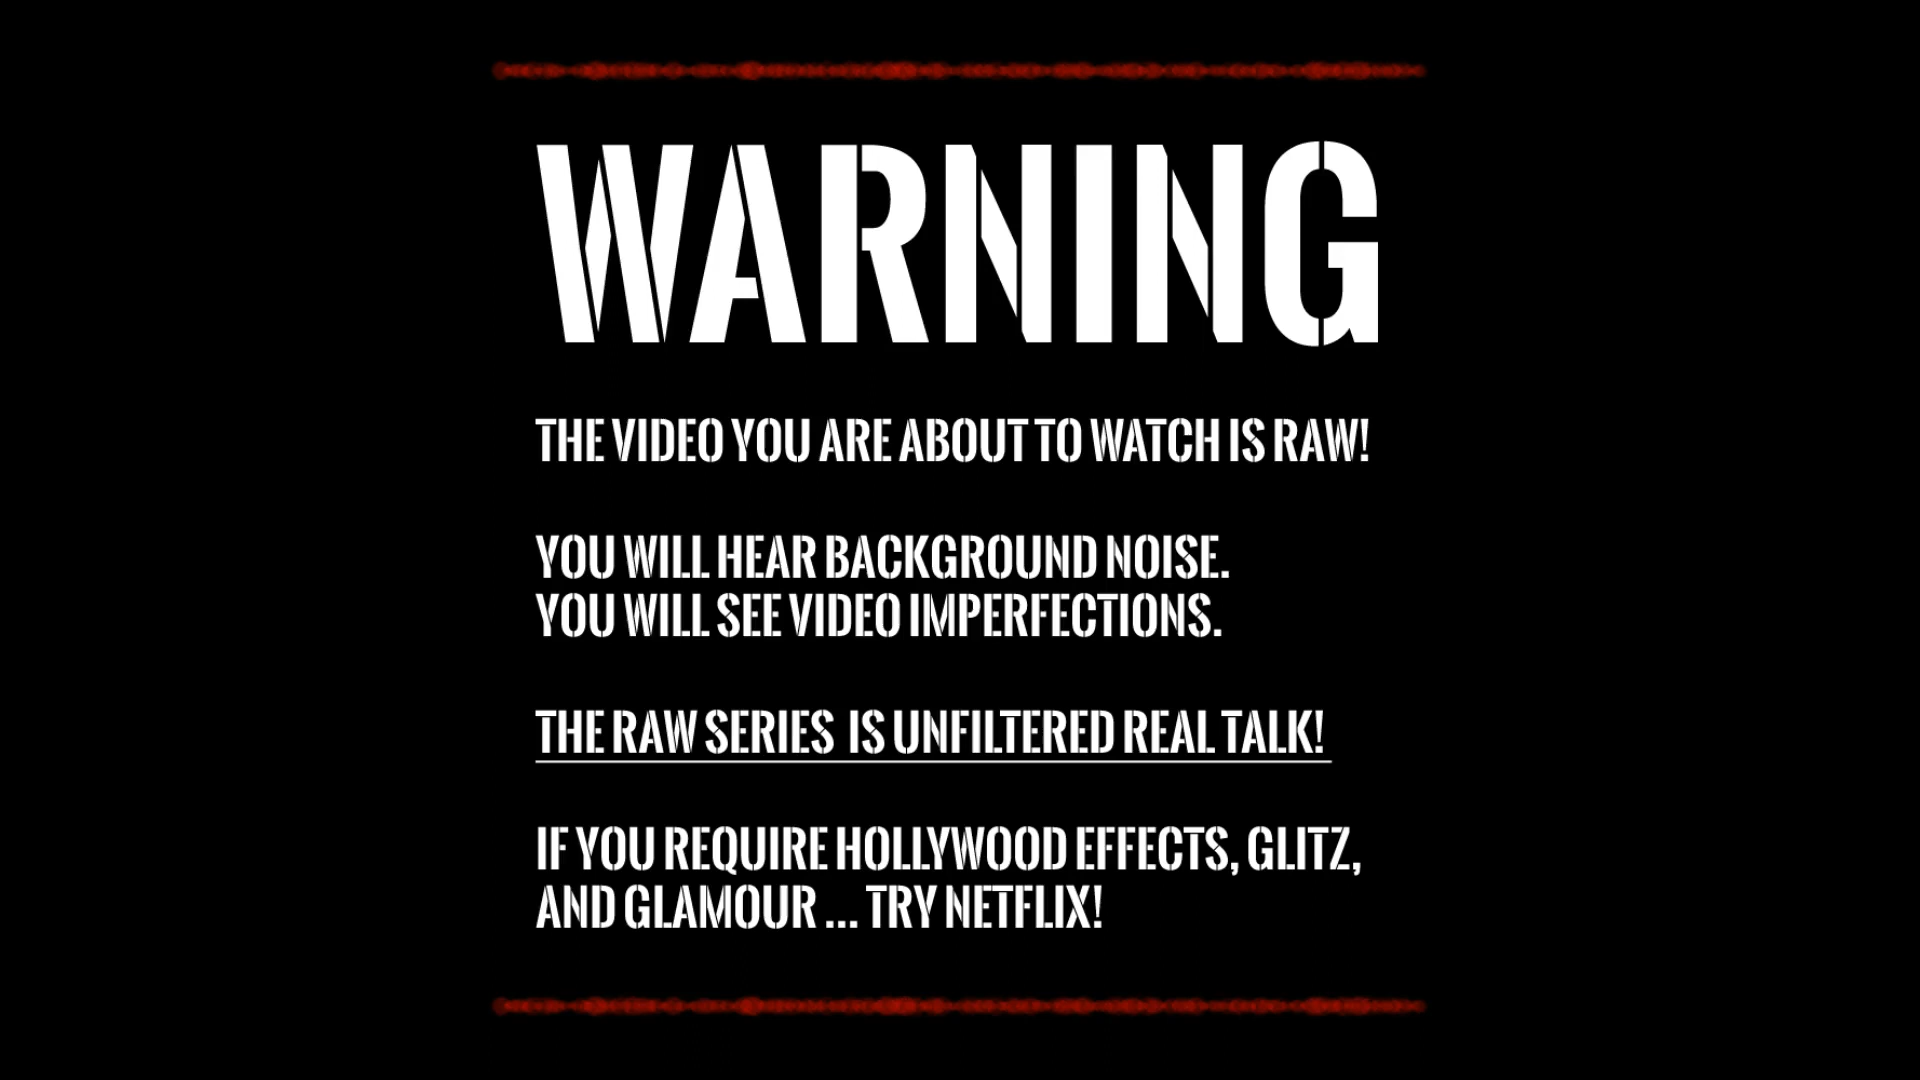 WARNING
THE VIDEO YOU ARE ABOUT TO WATCH IS RAW!
YOU WILL HEAR BACKGROUND NOISE.
YOU WILL SEE VIDEO IMPERFECTIONS.
THE RAW SERIES IS UNFILTERED REAL TALK!
IF YOU REQUIRE HOLLYWOOD EFFECTS, GLITZ,
AND GLAMOUR ... TRY NETFLIX!